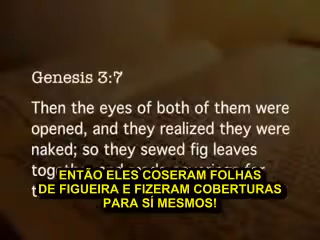 Genesis 3:7
Then the eyes of both of them were
opened, and they realized they were
naked; so they sewed fig leaves
ENTÃO ELES COSERAM FOLHAS
DE FIGUEIRA E FIZERAM COBERTURAS
PARA SÍ MESMOS!